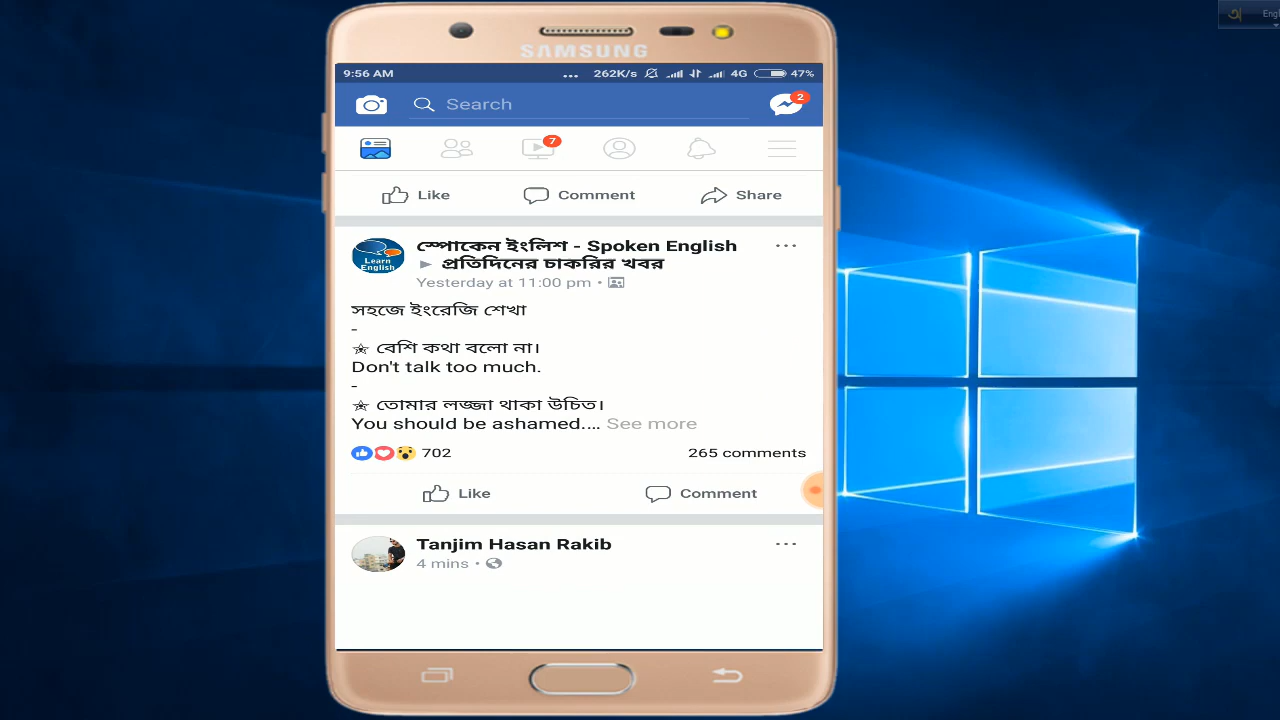 অ Eng
SAMSUNG
9:56 AM ... 262K/s 4G 47%
Search 2
7
Like Comment Share
Learn English
স্পোকেন ইংলিশ - Spoken English
► প্রতিদিনের চাকরির খবর
Yesterday at 11:00 pm •
সহজে ইংরেজি শেখা
-
★ বেশি কথা বলো না।
Don't talk too much.
-
★ তোমার লজ্জা থাকা উচিত।
You should be ashamed.... See more
702 265 comments
Like Comment
Tanjim Hasan Rakib
4 mins •